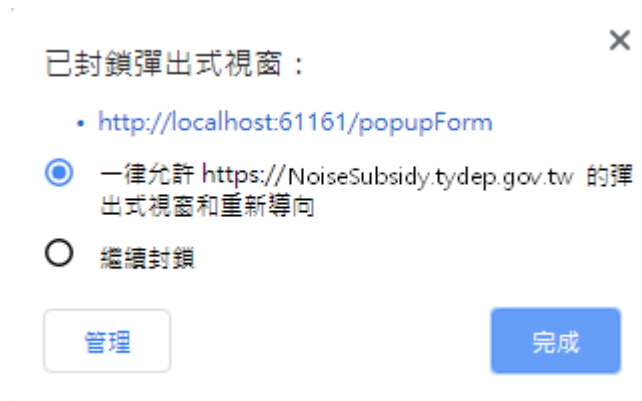 已封鎖彈出式視窗：
• http://localhost:61161/popupForm
一律允許 https://NoiseSubsidy.tydep.gov.tw 的彈
出式視窗和重新導向
繼續封鎖
管理
完成